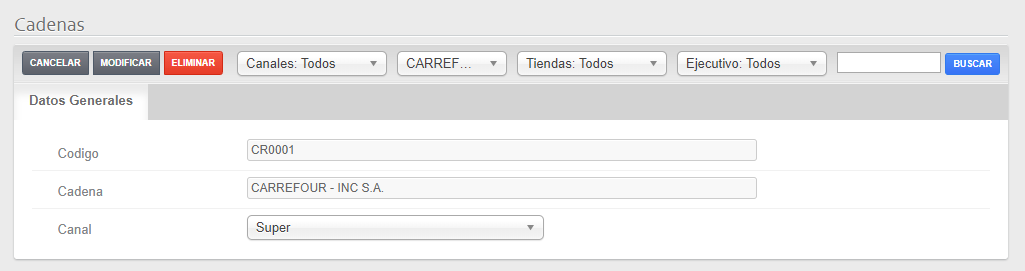 Cadenas
CANCELAR MODIFICAR ELIMINAR Canales: Todos CARREF... Tiendas: Todos Ejecutivo: Todos BUSCAR
Datos Generales
Codigo CR0001
Cadena CARREFOUR - INC S.A.
Canal Super